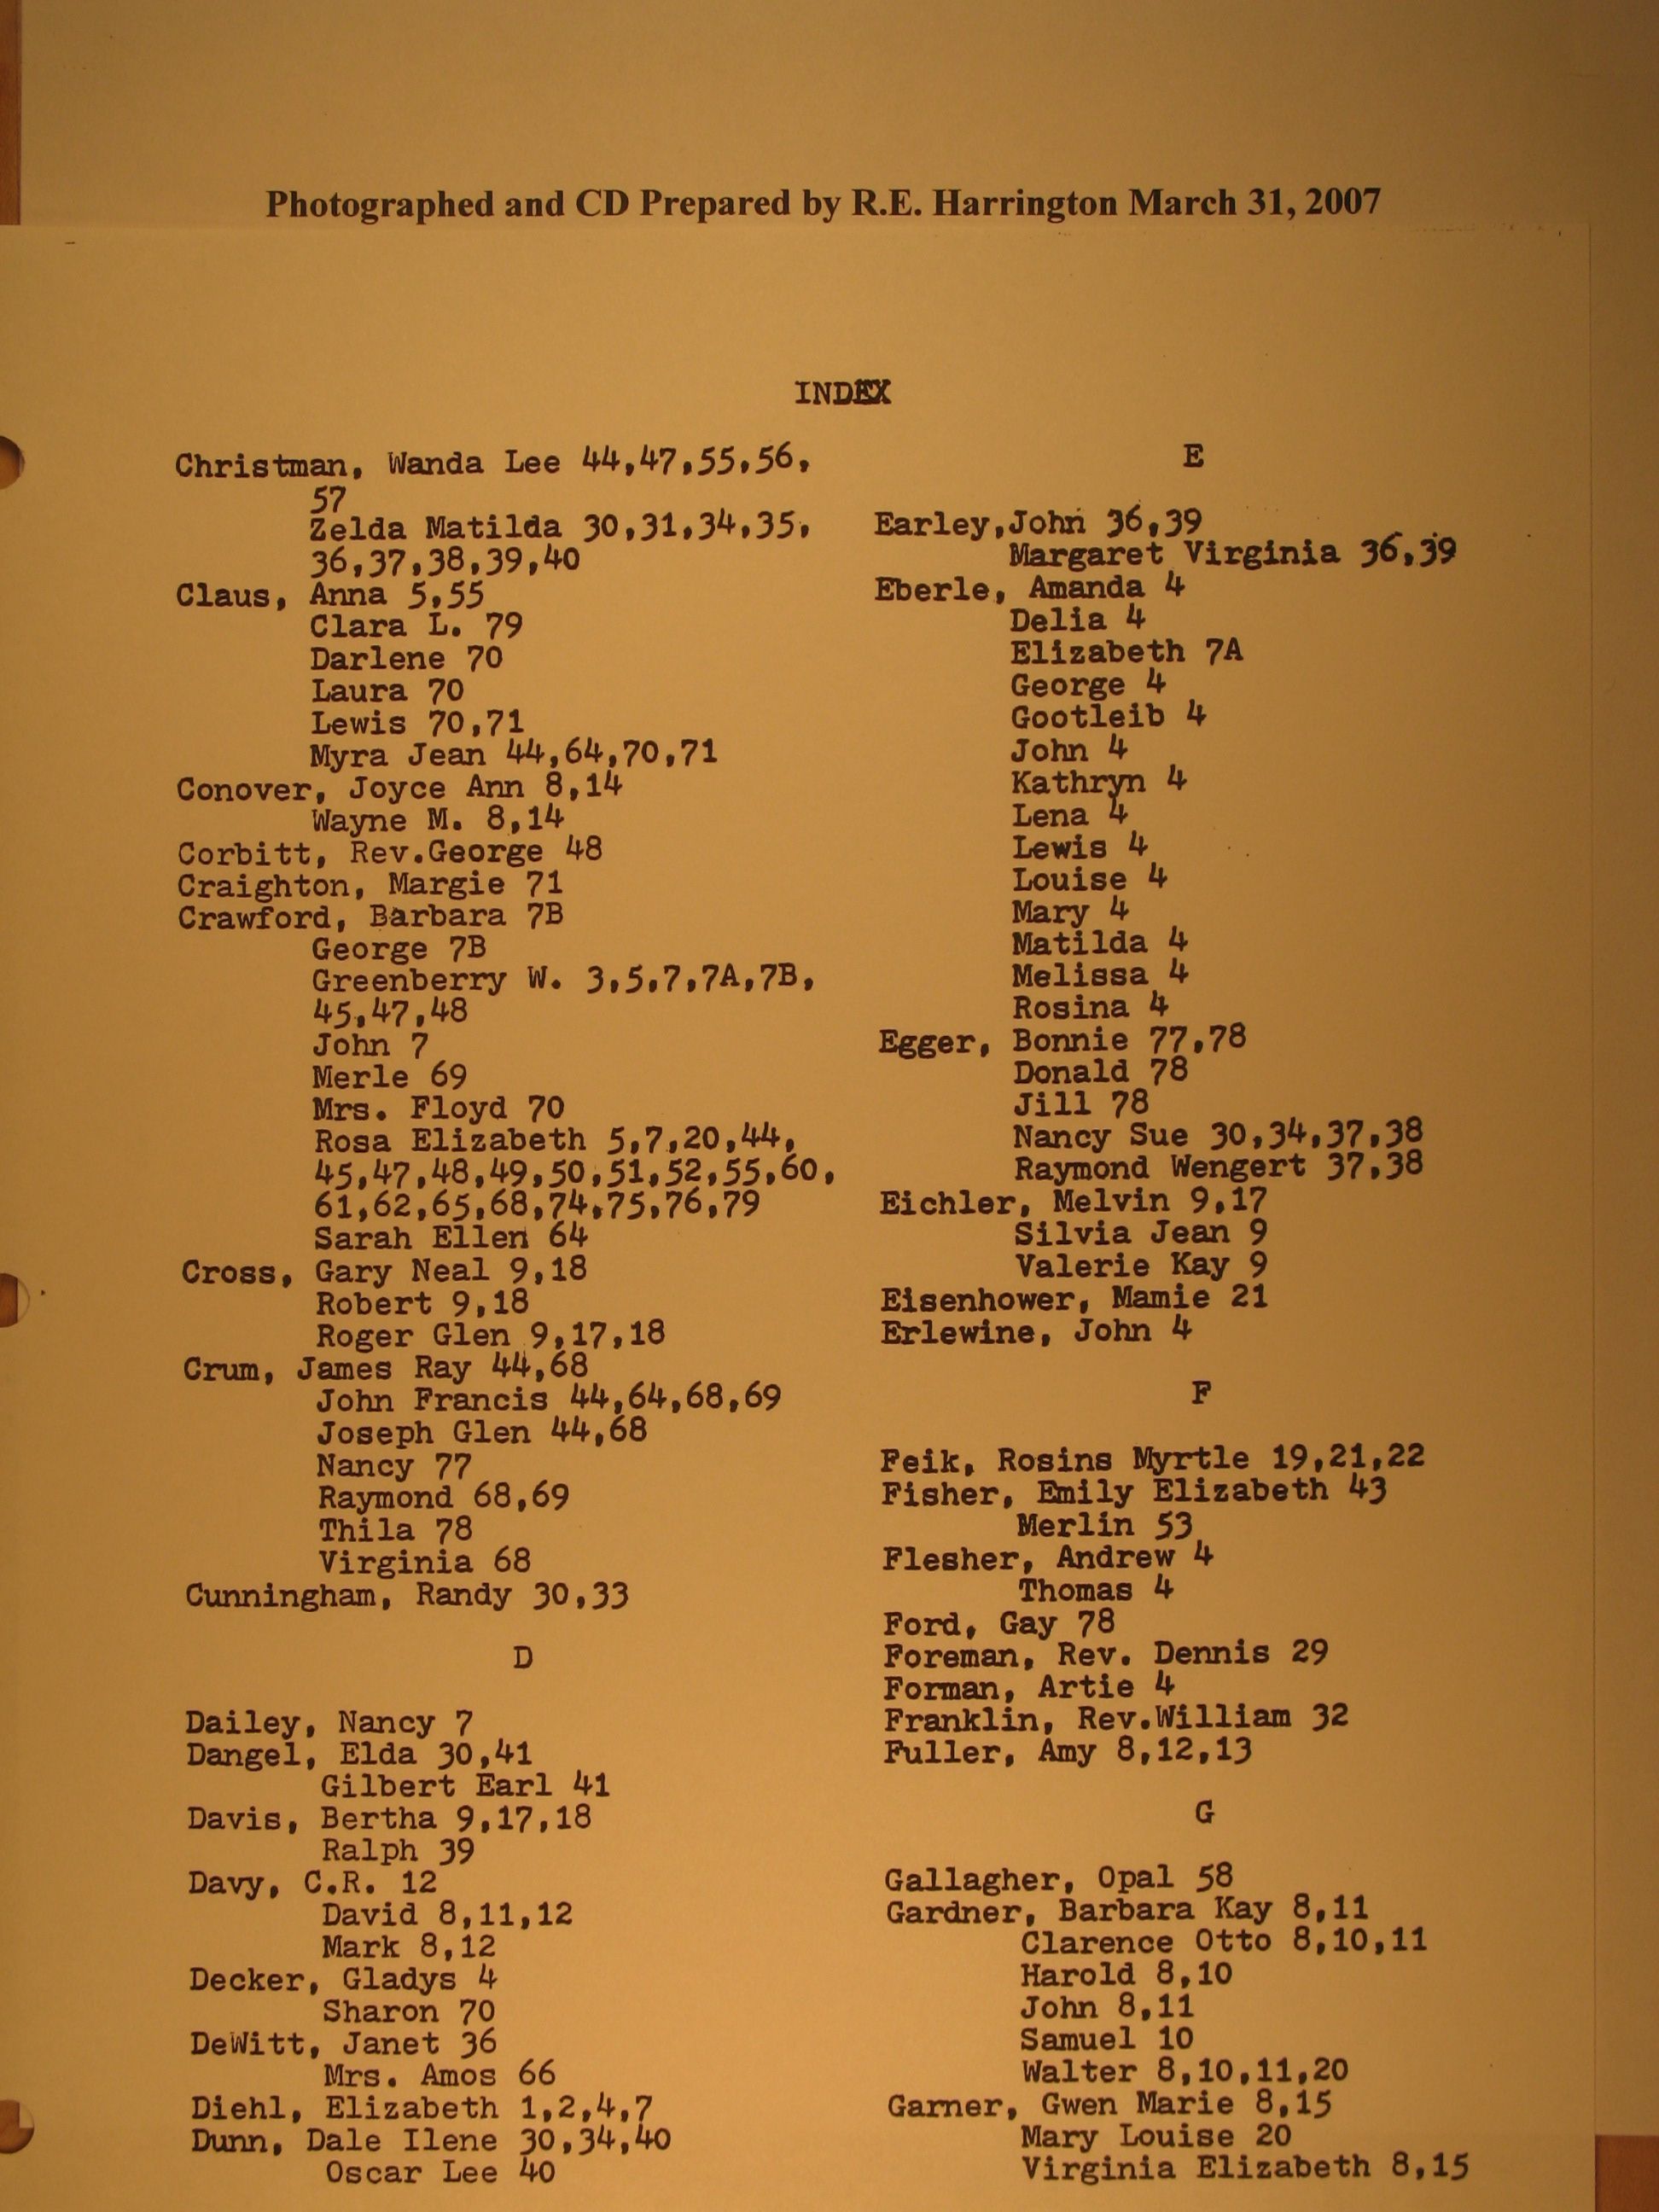 Photographed and CD Prepared by R.E. Harrington March 31, 2007
INDEX
Christman, Wanda Lee 44,47,55,56,
57
Zelda Matilda 30,31,34,35,
36,37,38,39,40
Claus, Anna 5,55
Clara L. 79
Darlene 70
Laura 70
Lewis 70,71
Myra Jean 44,64,70,71
Conover, Joyce Ann 8,14
Wayne M. 8,14
Corbitt, Rev.George 48
Craighton, Margie 71
Crawford, Barbara 7B
George 7B
Greenberry W. 3,5,7,7A,7B,
45,47,48
John 7
Merle 69
Mrs. Floyd 70
Rosa Elizabeth 5,7,20,44,
45,47,48,49,50,51,52,55,60,
61,62,65,68,74,75,76,79
Sarah Ellen 64
Cross, Gary Neal 9,18
Robert 9,18
Roger Glen 9,17,18
Crum, James Ray 44,68
John Francis 44,64,68,69
Joseph Glen 44,68
Nancy 77
Raymond 68,69
Thila 78
Virginia 68
Cunningham, Randy 30,33
D
Dailey, Nancy 7
Dangel, Elda 30,41
Gilbert Earl 41
Davis, Bertha 9,17,18
Ralph 39
Davy, C.R. 12
David 8,11,12
Mark 8,12
Decker, Gladys 4
Sharon 70
DeWitt, Janet 36
Mrs. Amos 66
Diehl, Elizabeth 1,2,4,7
Dunn, Dale Ilene 30,34,40
Oscar Lee 40
E
Earley,John 36,39
Margaret Virginia 36,39
Eberle, Amanda 4
Delia 4
Elizabeth 7A
George 4
Gootleib 4
John 4
Kathryn 4
Lena 4
Lewis 4
Louise 4
Mary 4
Matilda 4
Melissa 4
Rosina 4
Egger, Bonnie 77,78
Donald 78
Jill 78
Nancy Sue 30,34,37,38
Raymond Wengert 37,38
Eichler, Melvin 9,17
Silvia Jean 9
Valerie Kay 9
Eisenhower, Mamie 21
Erlewine, John 4
F
Feik, Rosins Myrtle 19,21,22
Fisher, Emily Elizabeth 43
Merlin 53
Flesher, Andrew 4
Thomas 4
Ford, Gay 78
Foreman, Rev. Dennis 29
Forman, Artie 4
Franklin, Rev.William 32
Fuller, Amy 8,12,13
G
Gallagher, Opal 58
Gardner, Barbara Kay 8,11
Clarence Otto 8,10,11
Harold 8,10
John 8,11
Samuel 10
Walter 8,10,11,20
Garner, Gwen Marie 8,15
Mary Louise 20
Virginia Elizabeth 8,15